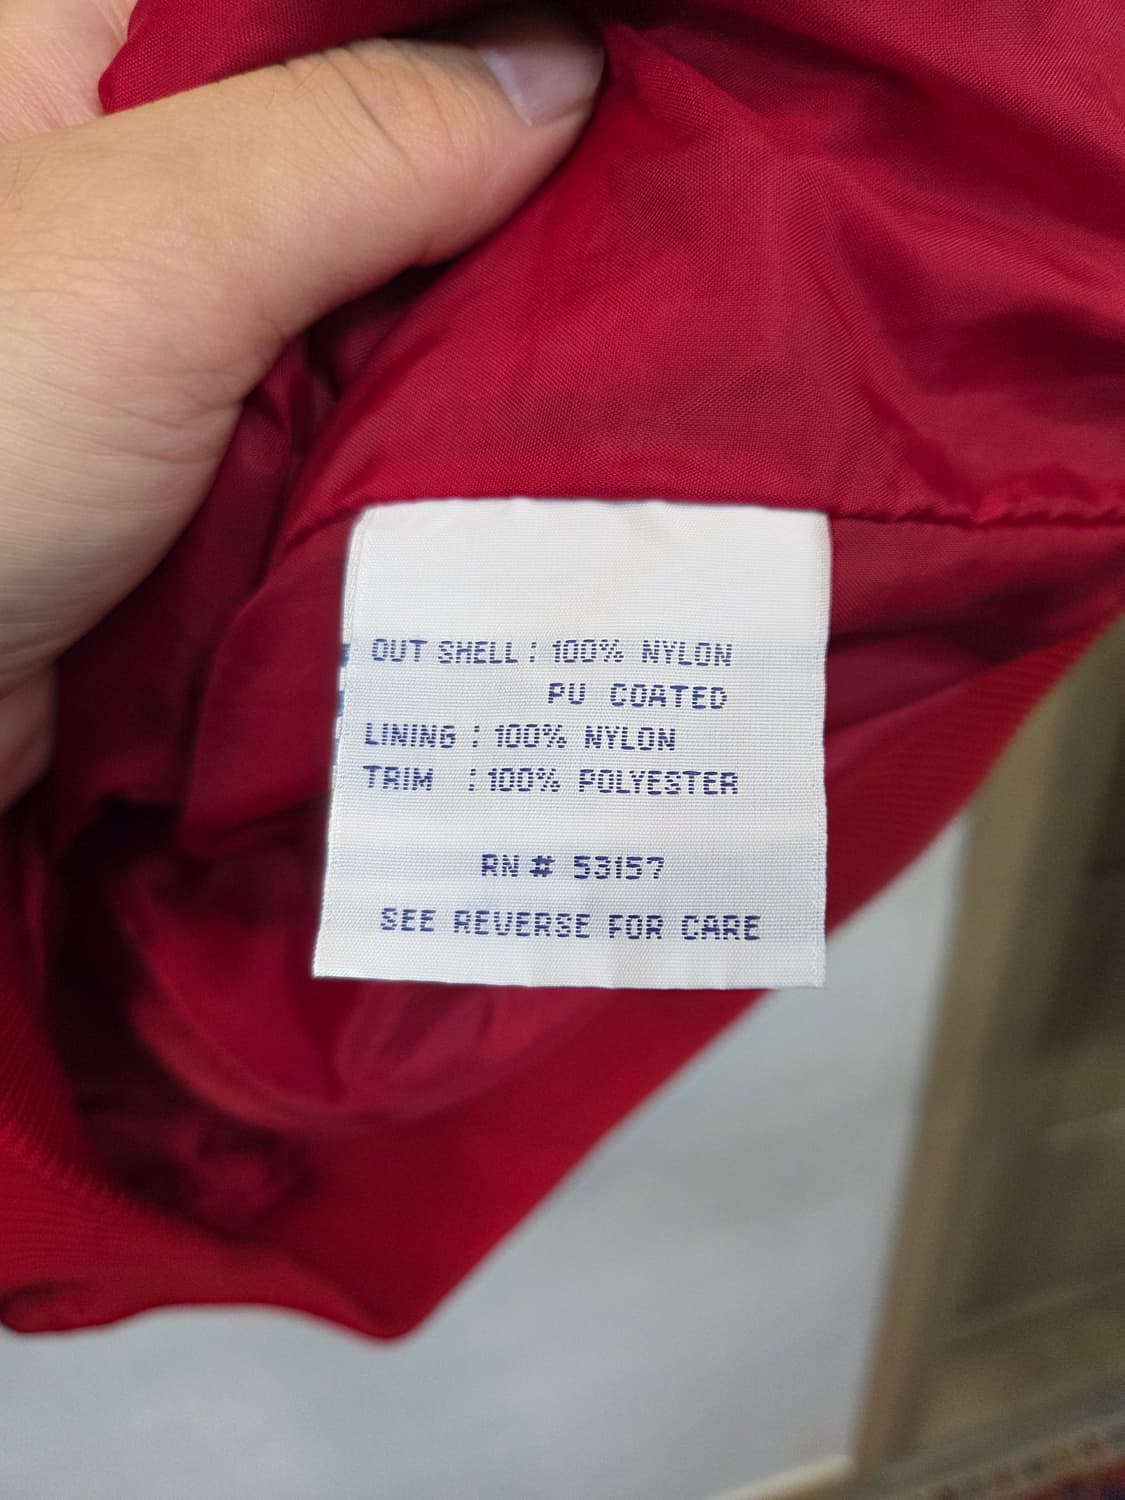 OUT SHELL : 100% NYLON
PU COATED
LINING : 100% NYLON
TRIM : 100% POLYESTER
RN # 53157
SEE REVERSE FOR CARE